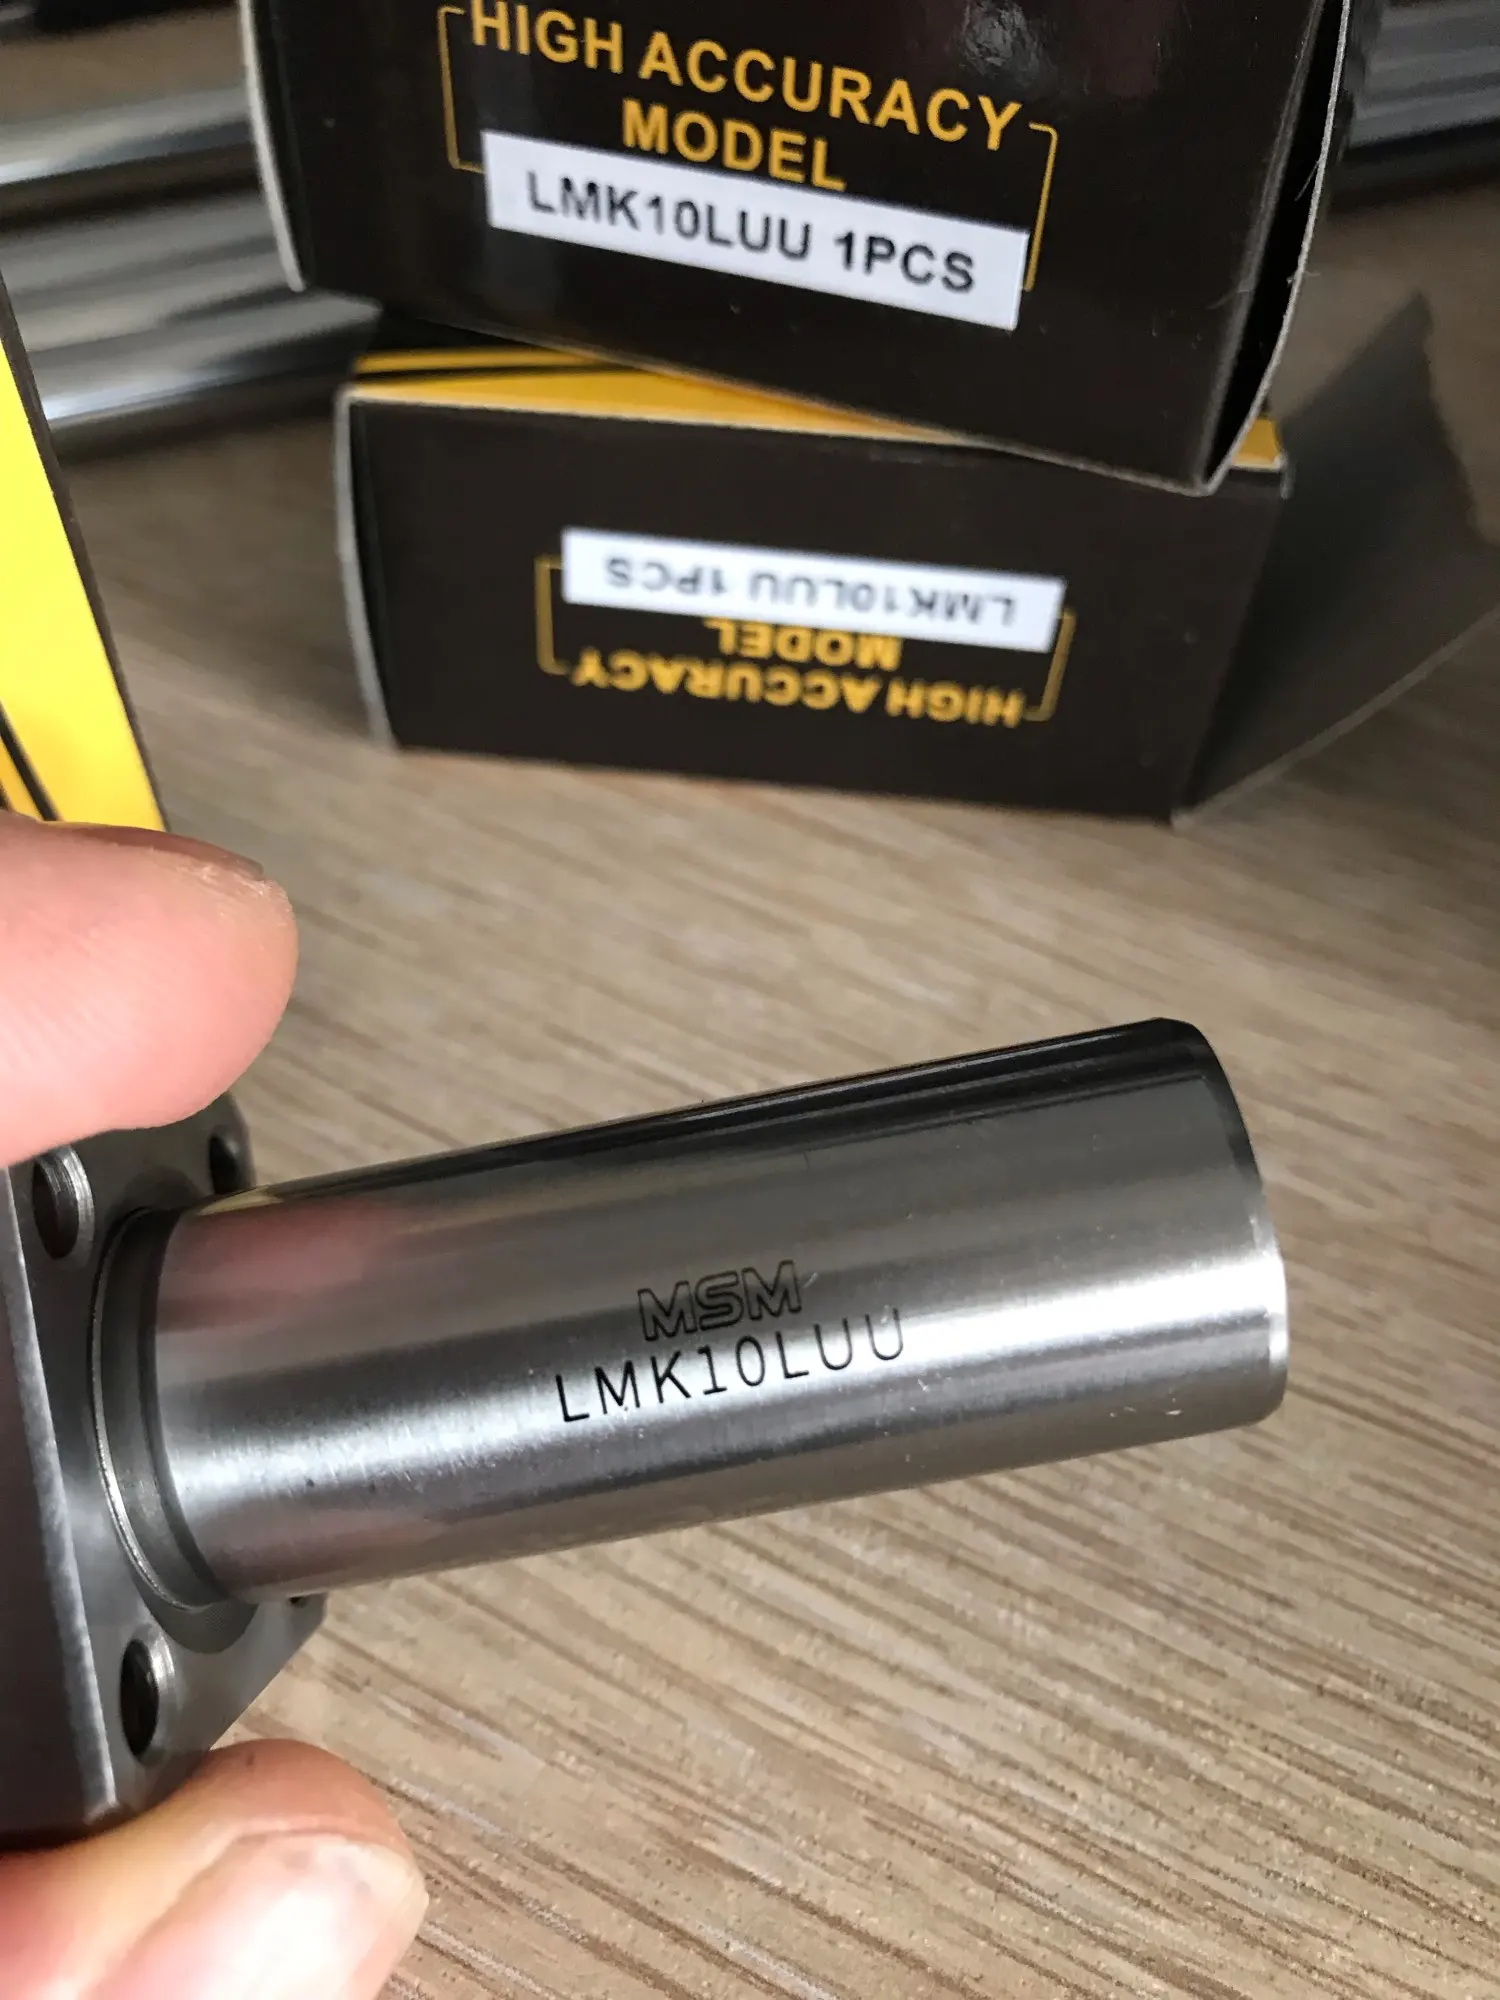 HIGH ACCURACY
MODEL
LMK10LUU 1PCS
LMK10LUU 1PCS
MODEL
HIGH ACCURACY
MSM
LMK10LUU